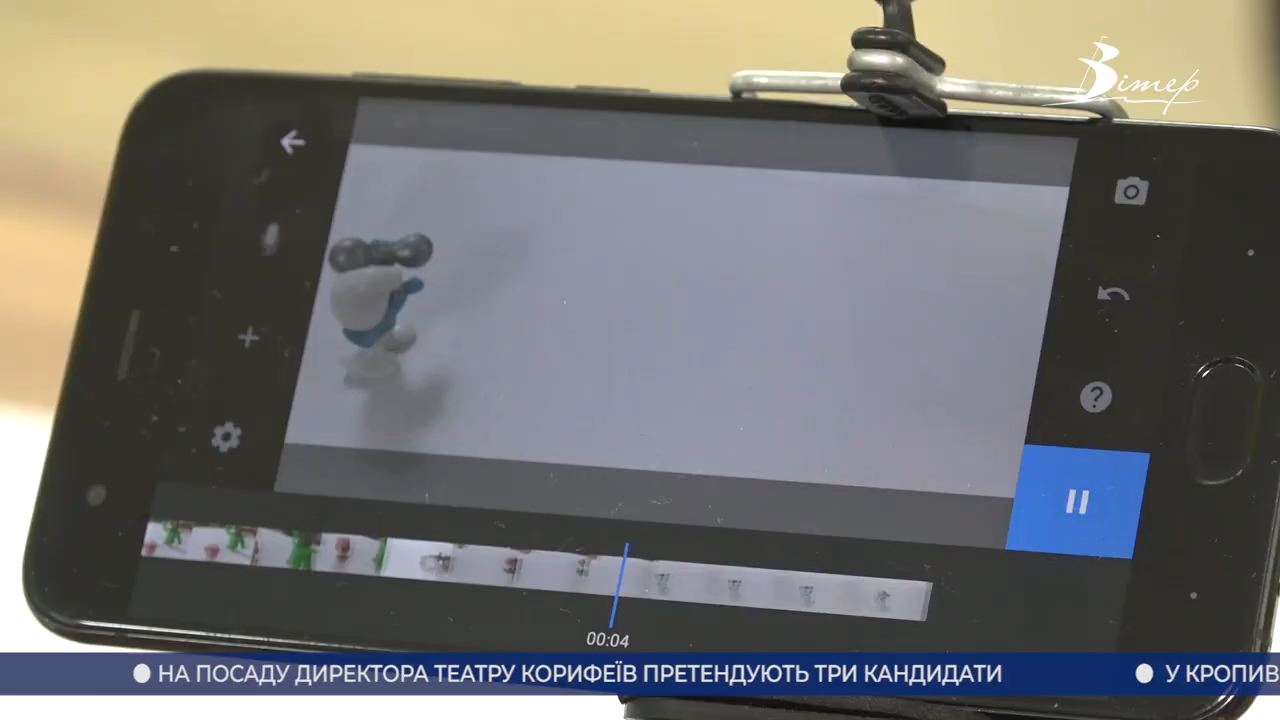 Вітер
00:04
НА ПОСАДУ ДИРЕКТОРА ТЕАТРУ КОРИФЕЇВ ПРЕТЕНДУЮТЬ ТРИ КАНДИДАТИ
У КРОПИВ